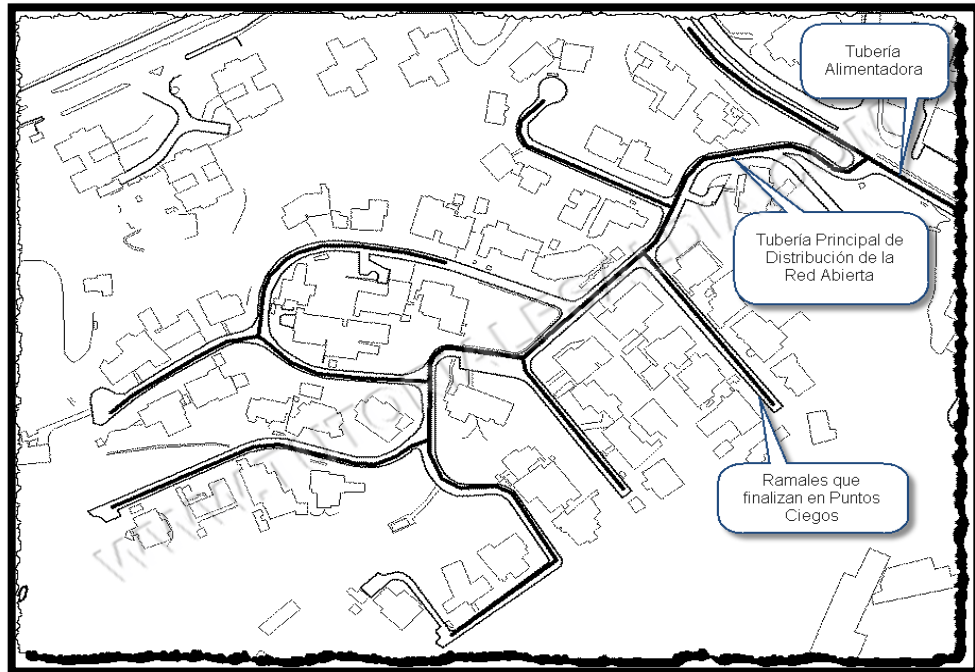 Tubería
Alimentadora
Tubería Principal de
Distribución de la
Red Abierta
Ramales que
finalizan en Puntos
Ciegos